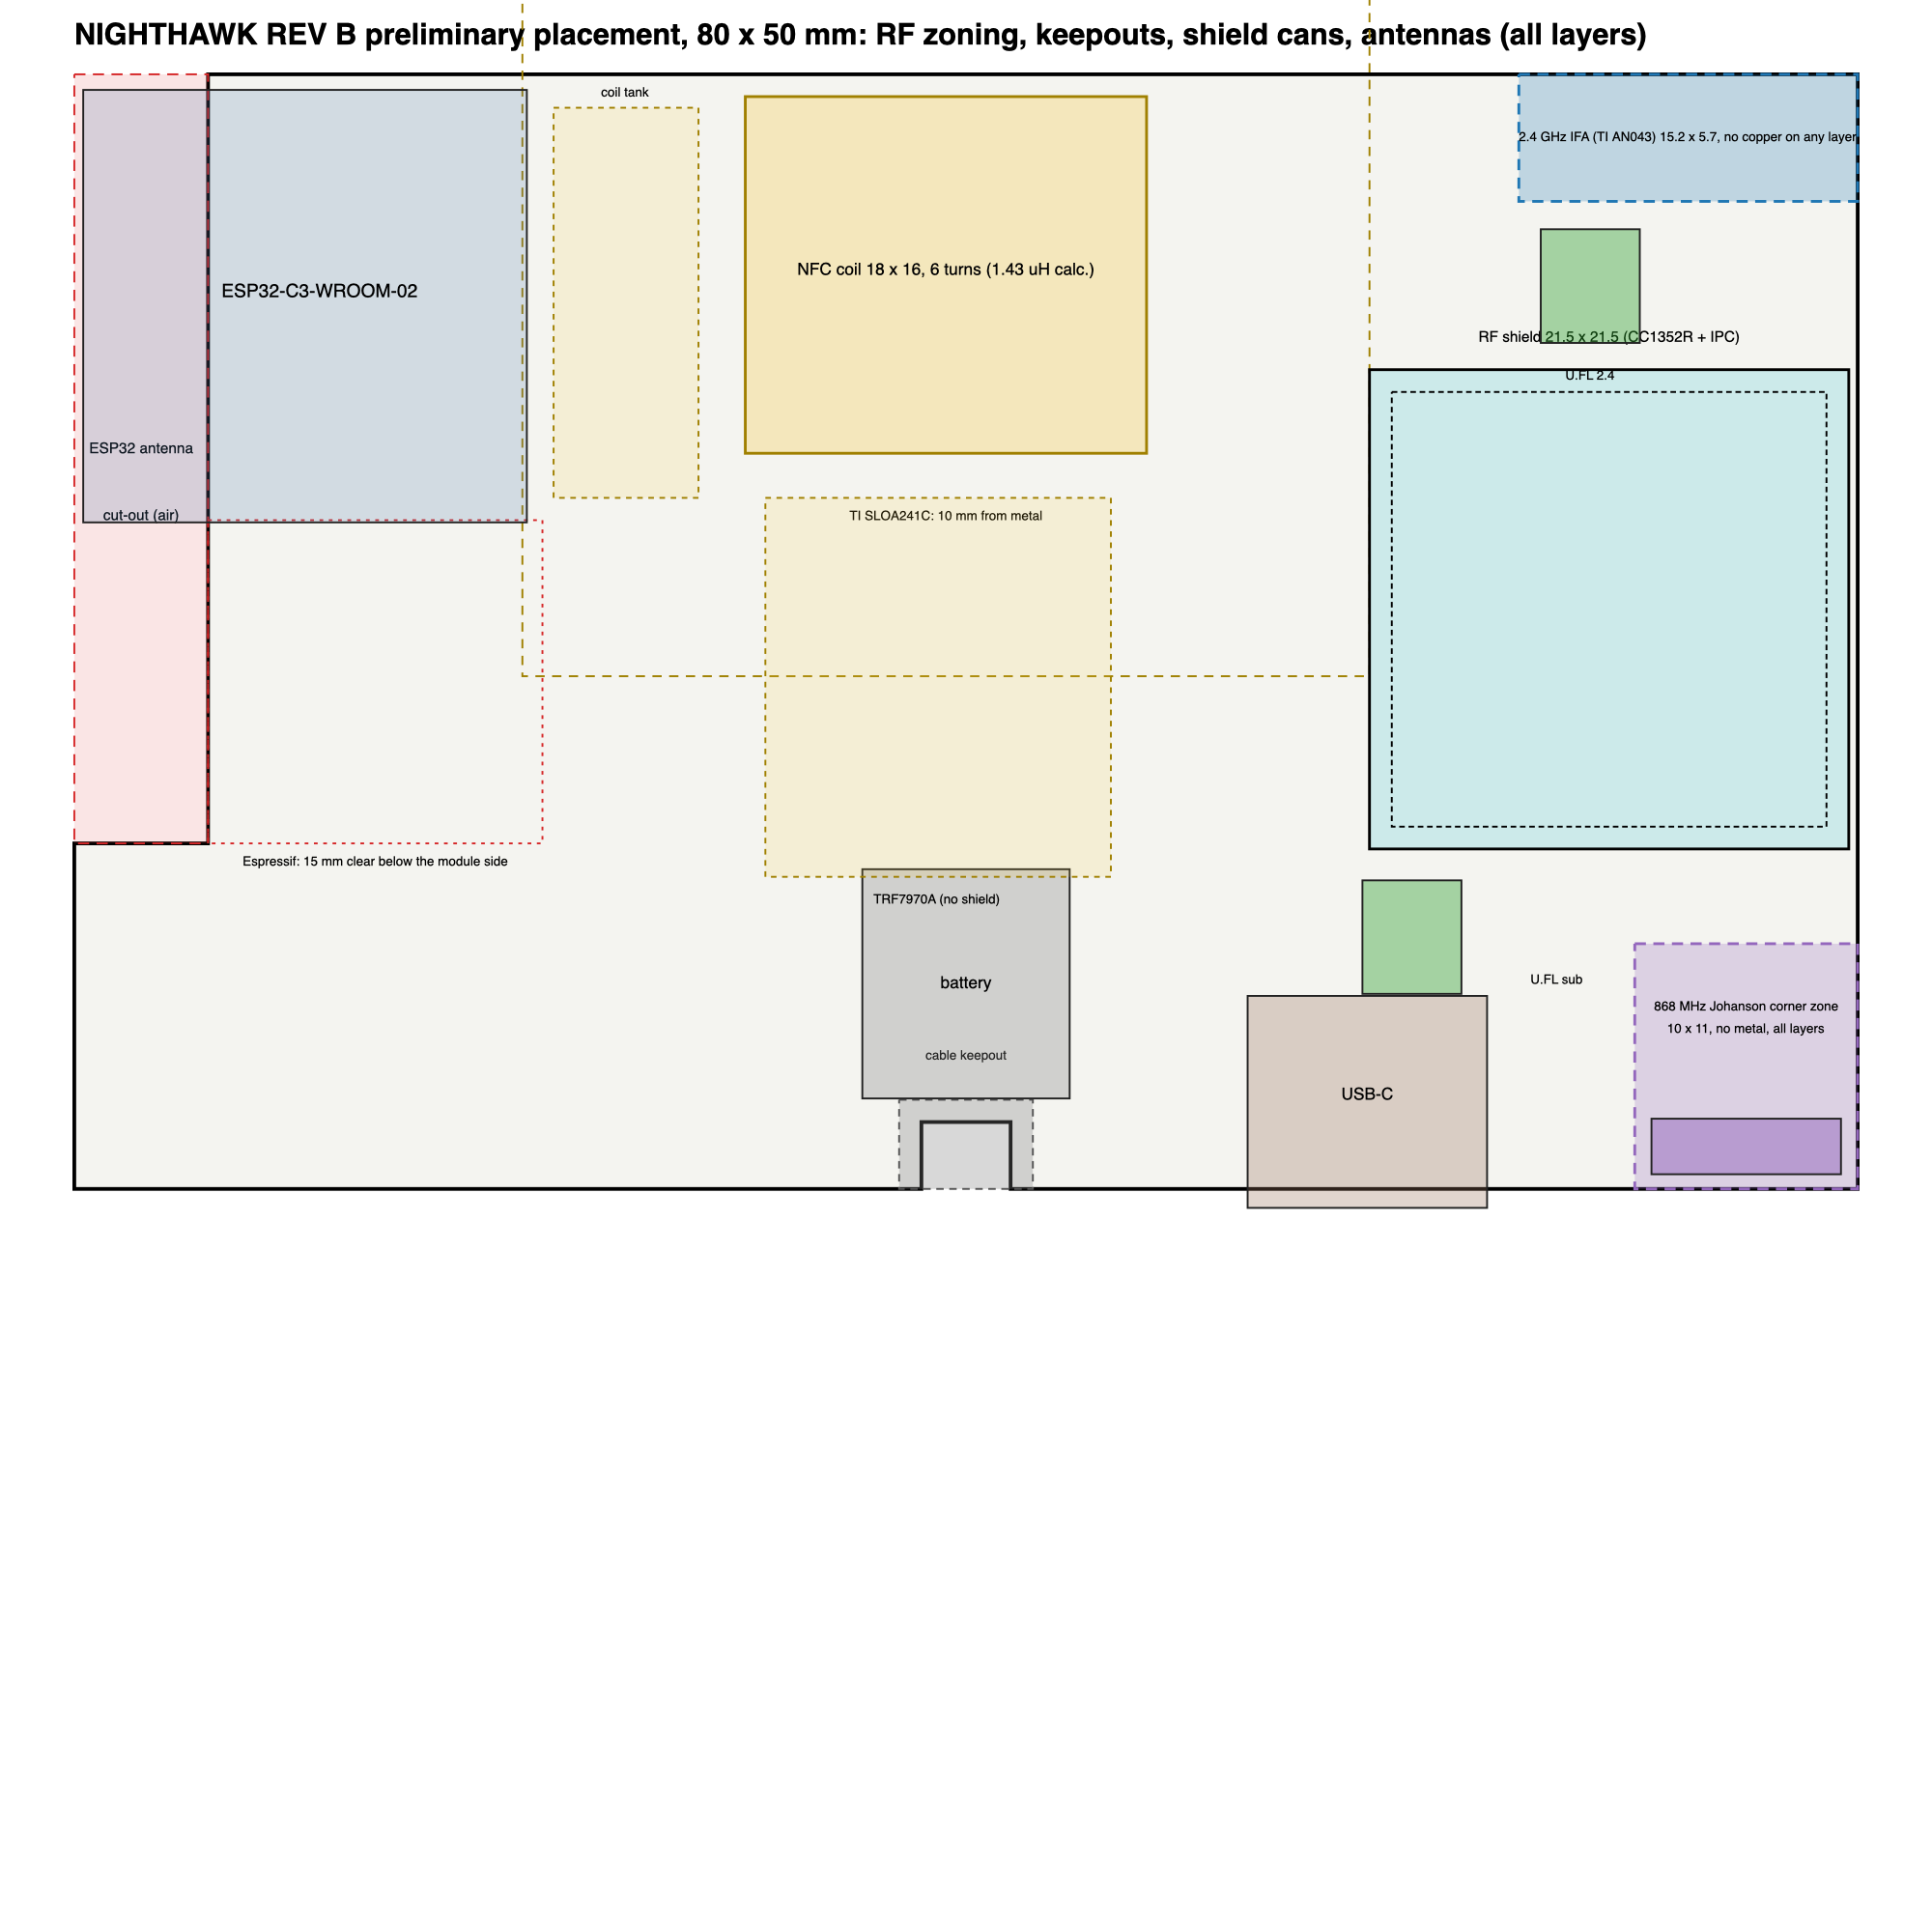 NIGHTHAWK REV B preliminary placement, 80 x 50 mm: RF zoning, keepouts, shield cans, antennas (all layers)
coil tank
2.4 GHz IFA (TI AN043) 15.2 x 5.7, no copper on any layer
NFC coil 18 x 16, 6 turns (1.43 uH calc.)
ESP32-C3-WROOM-02
RF shield 21.5 x 21.5 (CC1352R + IPC)
U.FL 2.4
ESP32 antenna
cut-out (air)
TI SLOA241C: 10 mm from metal
Espressif: 15 mm clear below the module side
TRF7970A (no shield)
battery
cable keepout
U.FL sub
868 MHz Johanson corner zone
10 x 11, no metal, all layers
USB-C